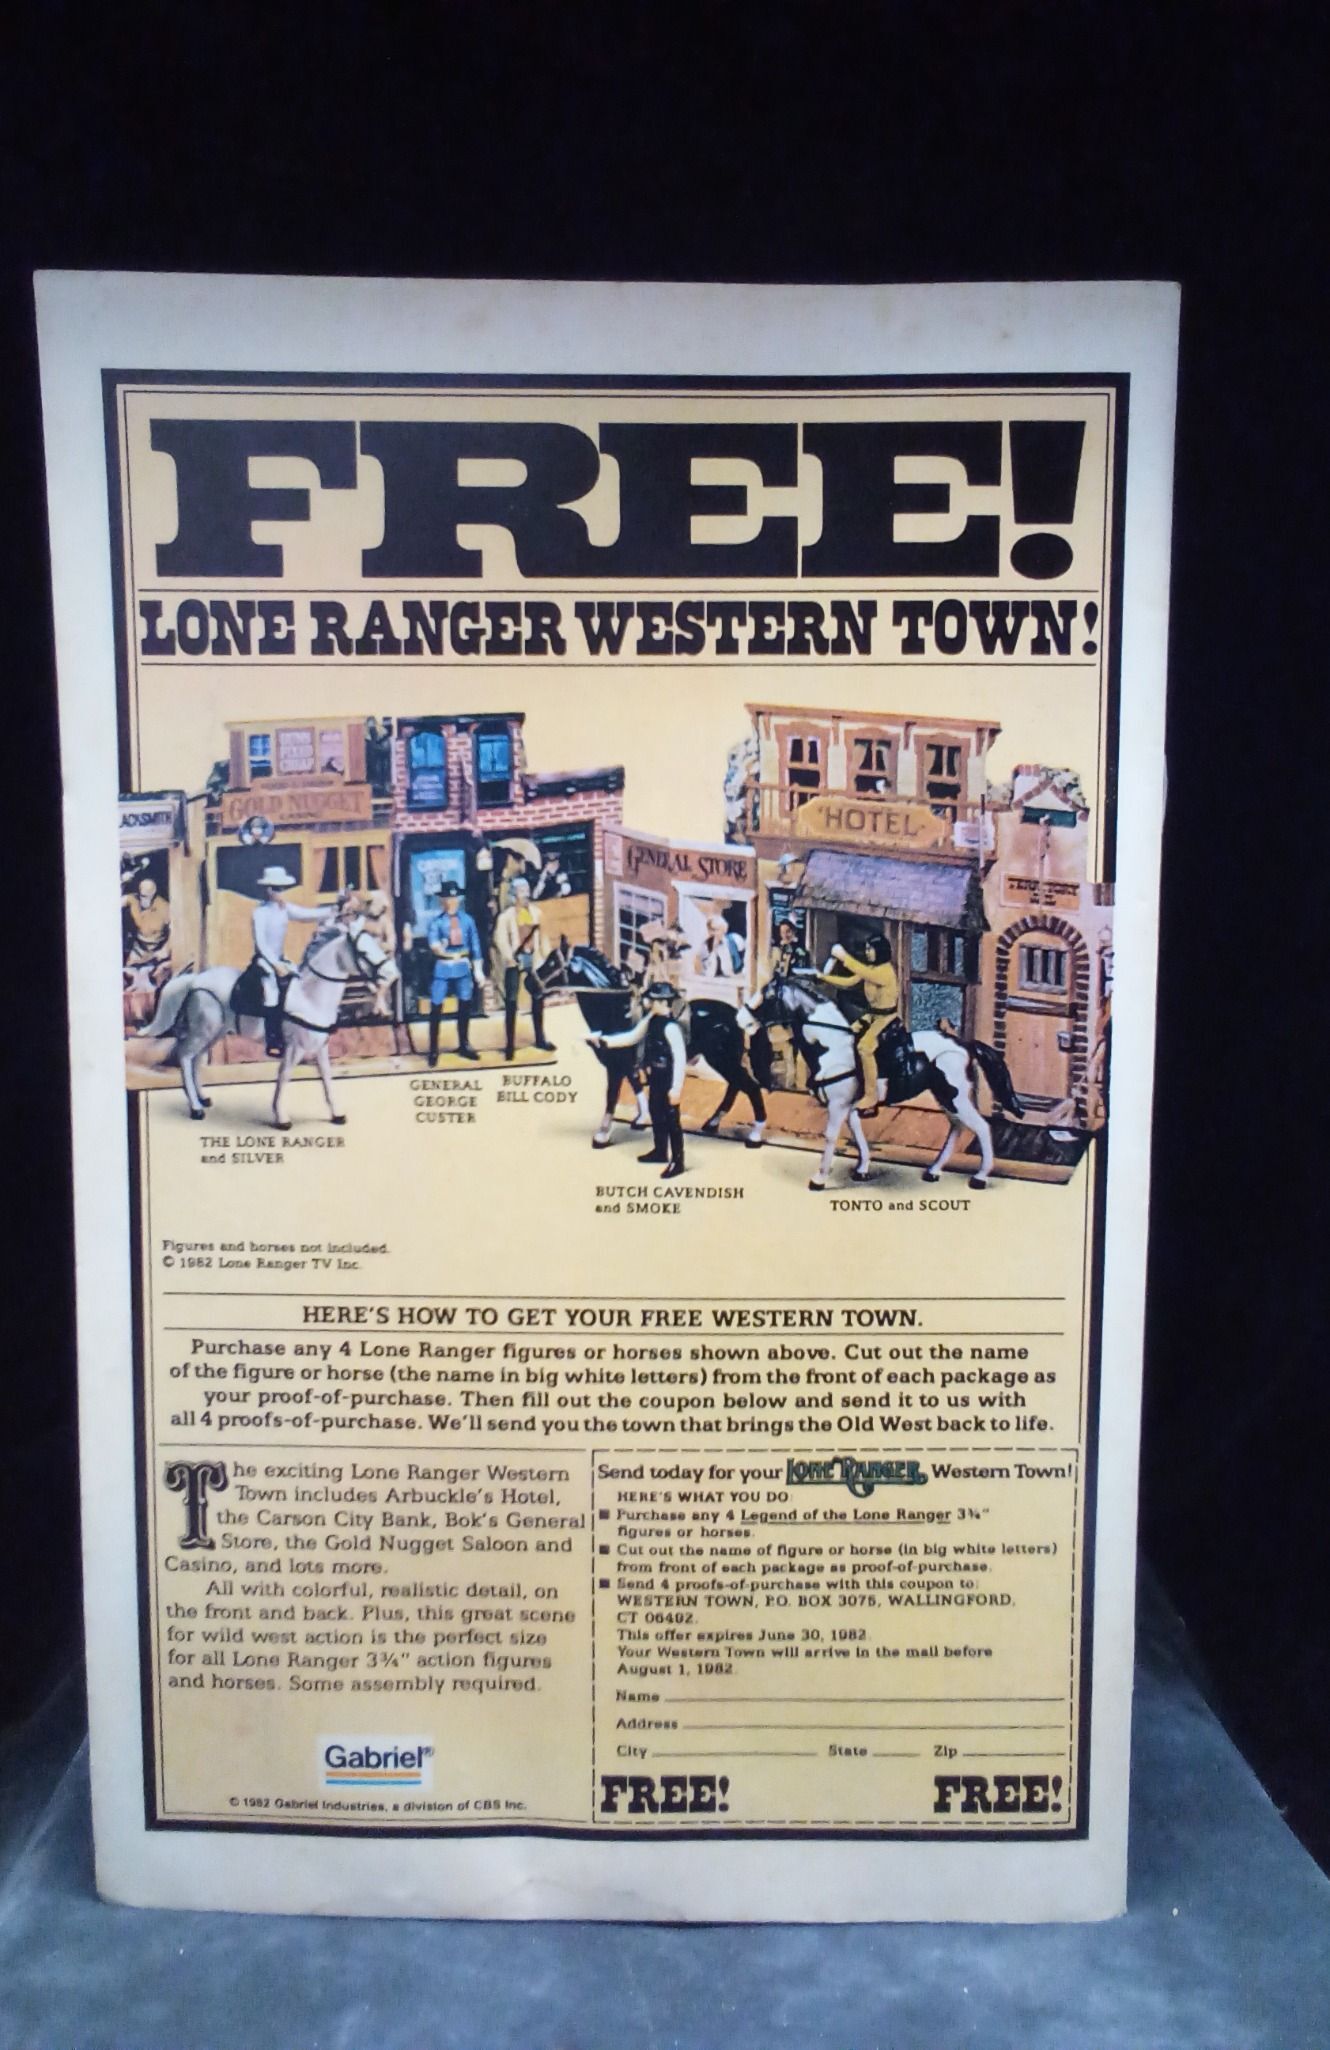 FREE!
LONE RANGER WESTERN TOWN!
GOLD NUGGET
GENERAL STORE
HOTEL
THE LONE RANGER
and SILVER
GENERAL
GEORGE
CUSTER
BUFFALO
BILL CODY
BUTCH CAVENDISH
and SMOKE
TONTO and SCOUT
Figures and horses not included.
© 1982 Lone Ranger TV Inc.
HERE'S HOW TO GET YOUR FREE WESTERN TOWN.
Purchase any 4 Lone Ranger figures or horses shown above. Cut out the name
of the figure or horse (the name in big white letters) from the front of each package as
your proof-of-purchase. Then fill out the coupon below and send it to us with
all 4 proofs-of-purchase. We'll send you the town that brings the Old West back to life.
The exciting Lone Ranger Western
Town includes Arbuckle's Hotel,
the Carson City Bank, Bok's General
Store, the Gold Nugget Saloon and
Casino, and lots more.
All with colorful, realistic detail, on
the front and back. Plus, this great scene
for wild west action is the perfect size
for all Lone Ranger 3¾" action figures
and horses. Some assembly required.
Gabriel®
© 1982 Gabriel Industries, a division of CBS Inc.
Send today for your LONE RANGER Western Town!
HERE'S WHAT YOU DO:
■ Purchase any 4 Legend of the Lone Ranger 3¾"
figures or horses.
■ Cut out the name of figure or horse (in big white letters)
from front of each package as proof-of-purchase.
■ Send 4 proofs-of-purchase with this coupon to:
WESTERN TOWN, P.O. BOX 3075, WALLINGFORD,
CT 06492.
This offer expires June 30, 1982.
Your Western Town will arrive in the mail before
August 1, 1982.
Name
Address
City State Zip
FREE! FREE!